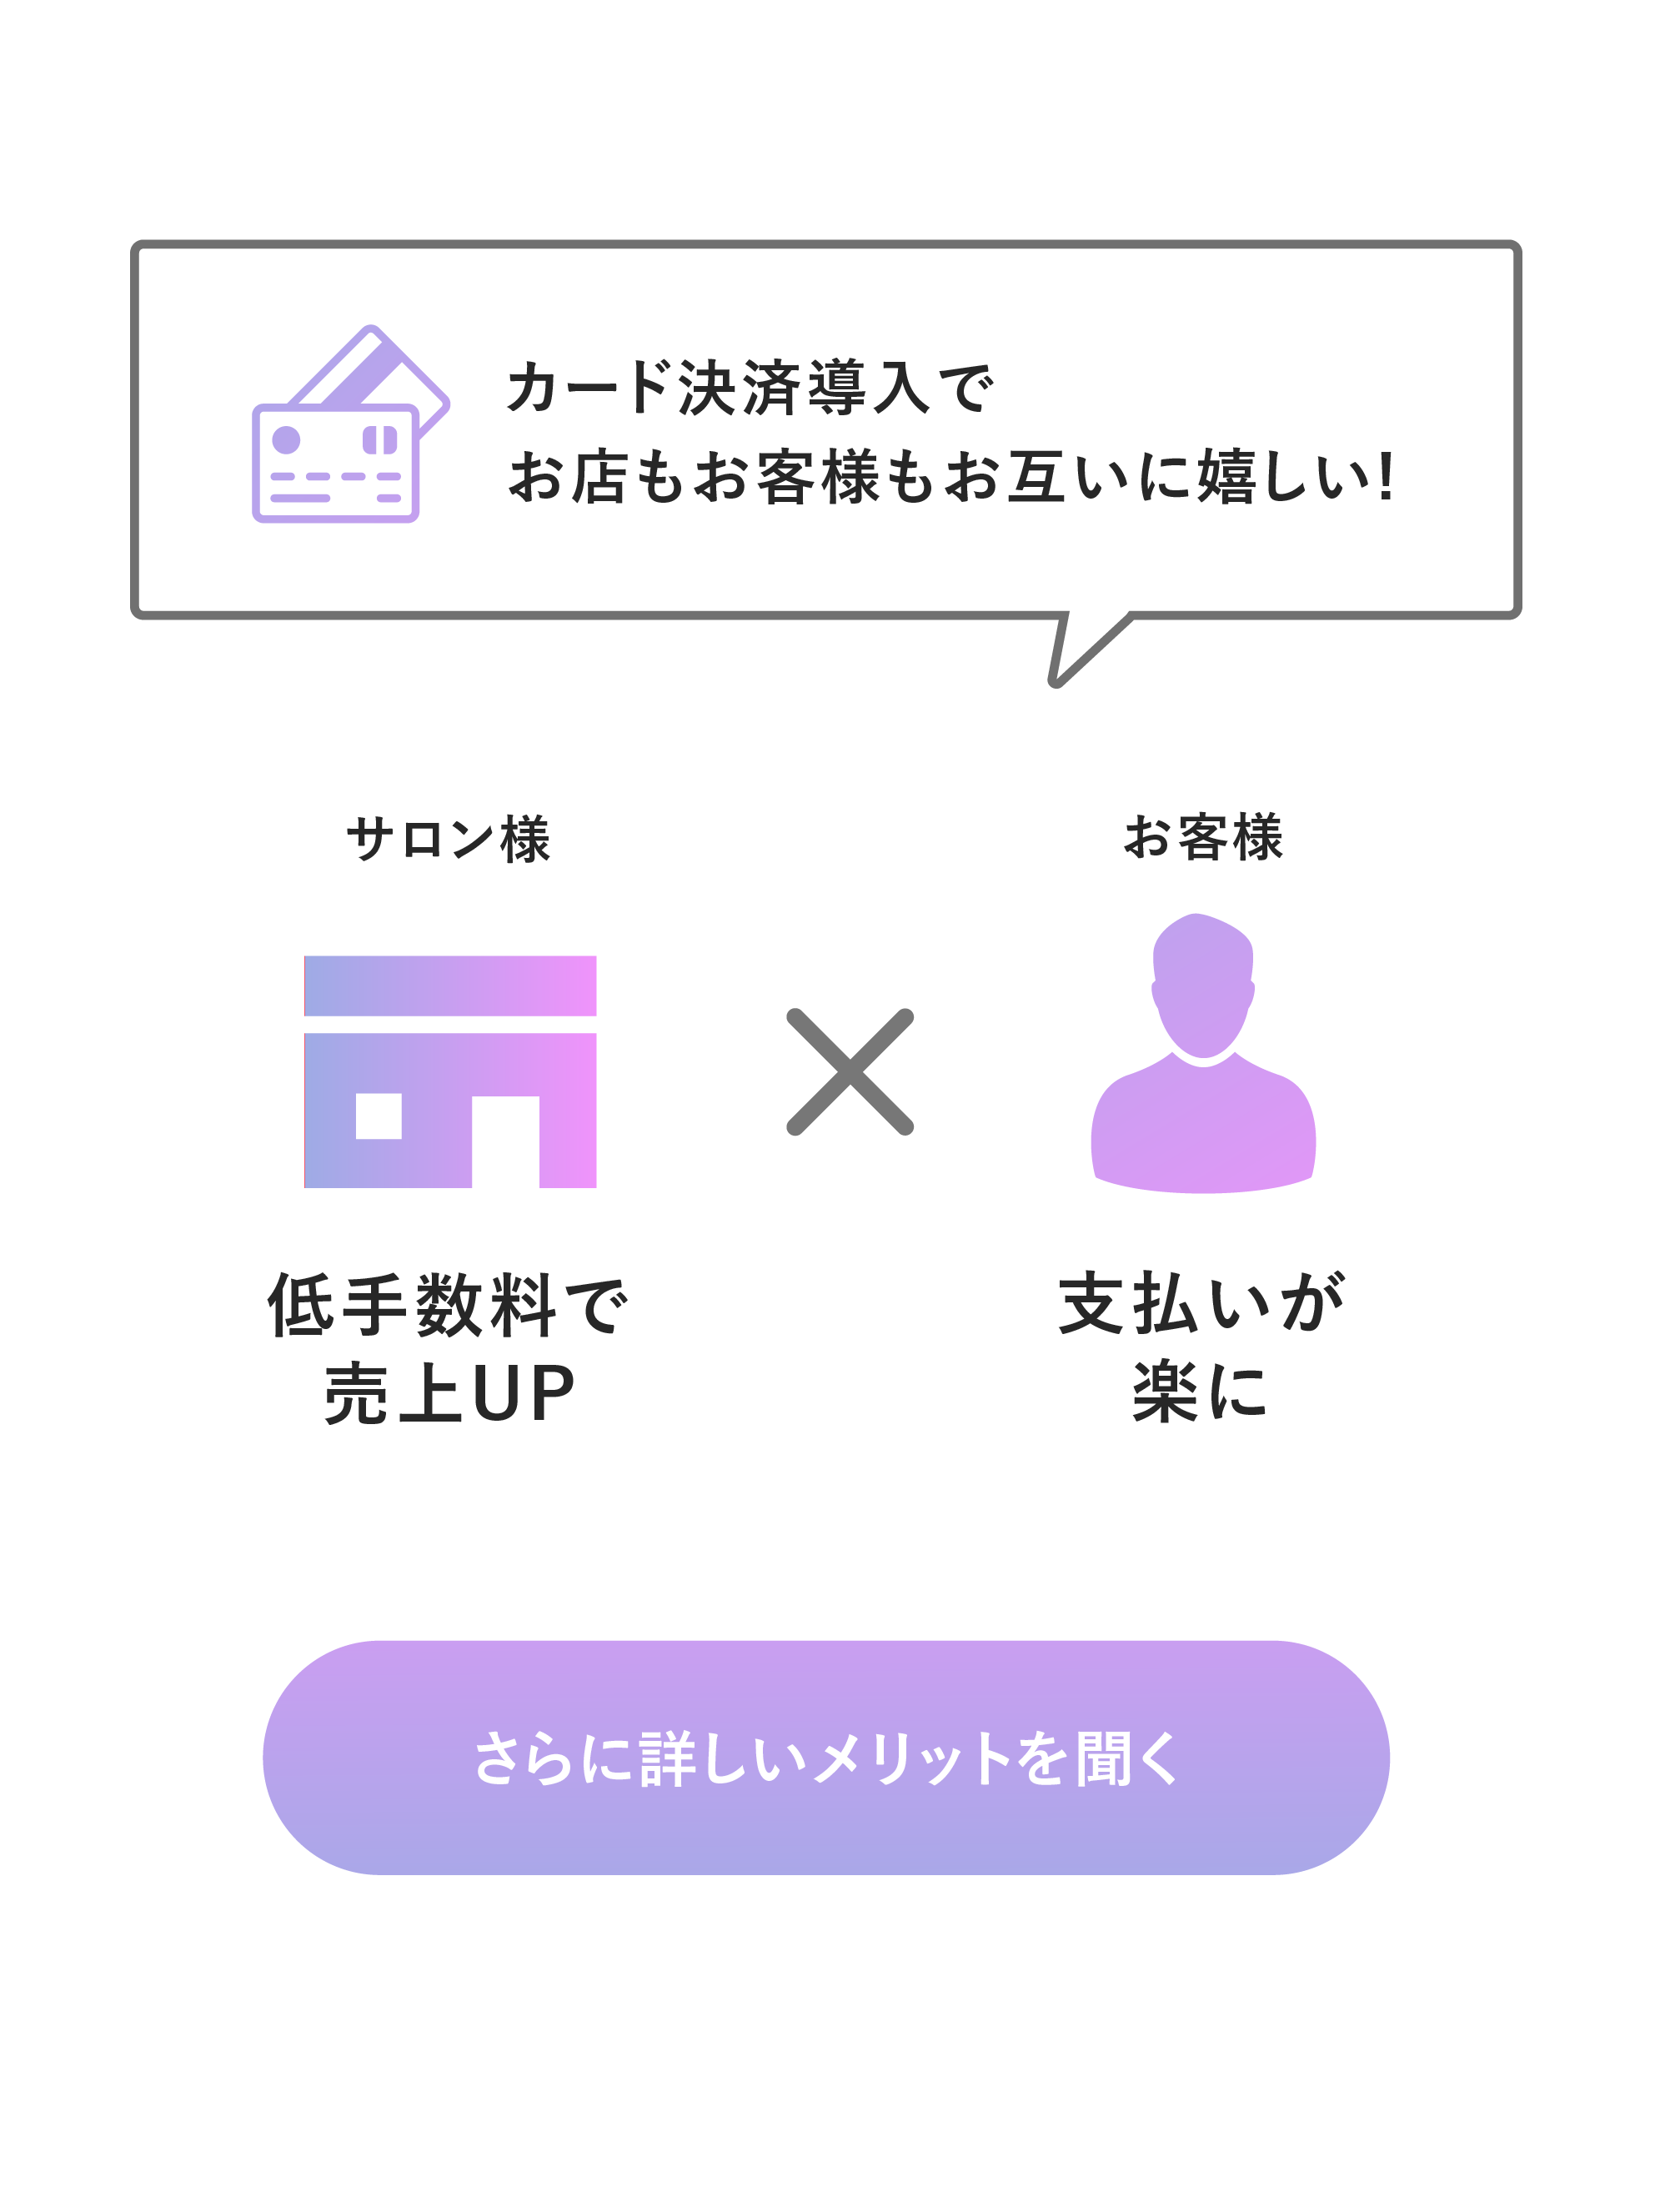 カード決済導入で
お店もお客様もお互いに嬉しい!
サロン様
お客様
低手数料で
売上UP
支払いが
楽に
さらに詳しいメリットを聞く